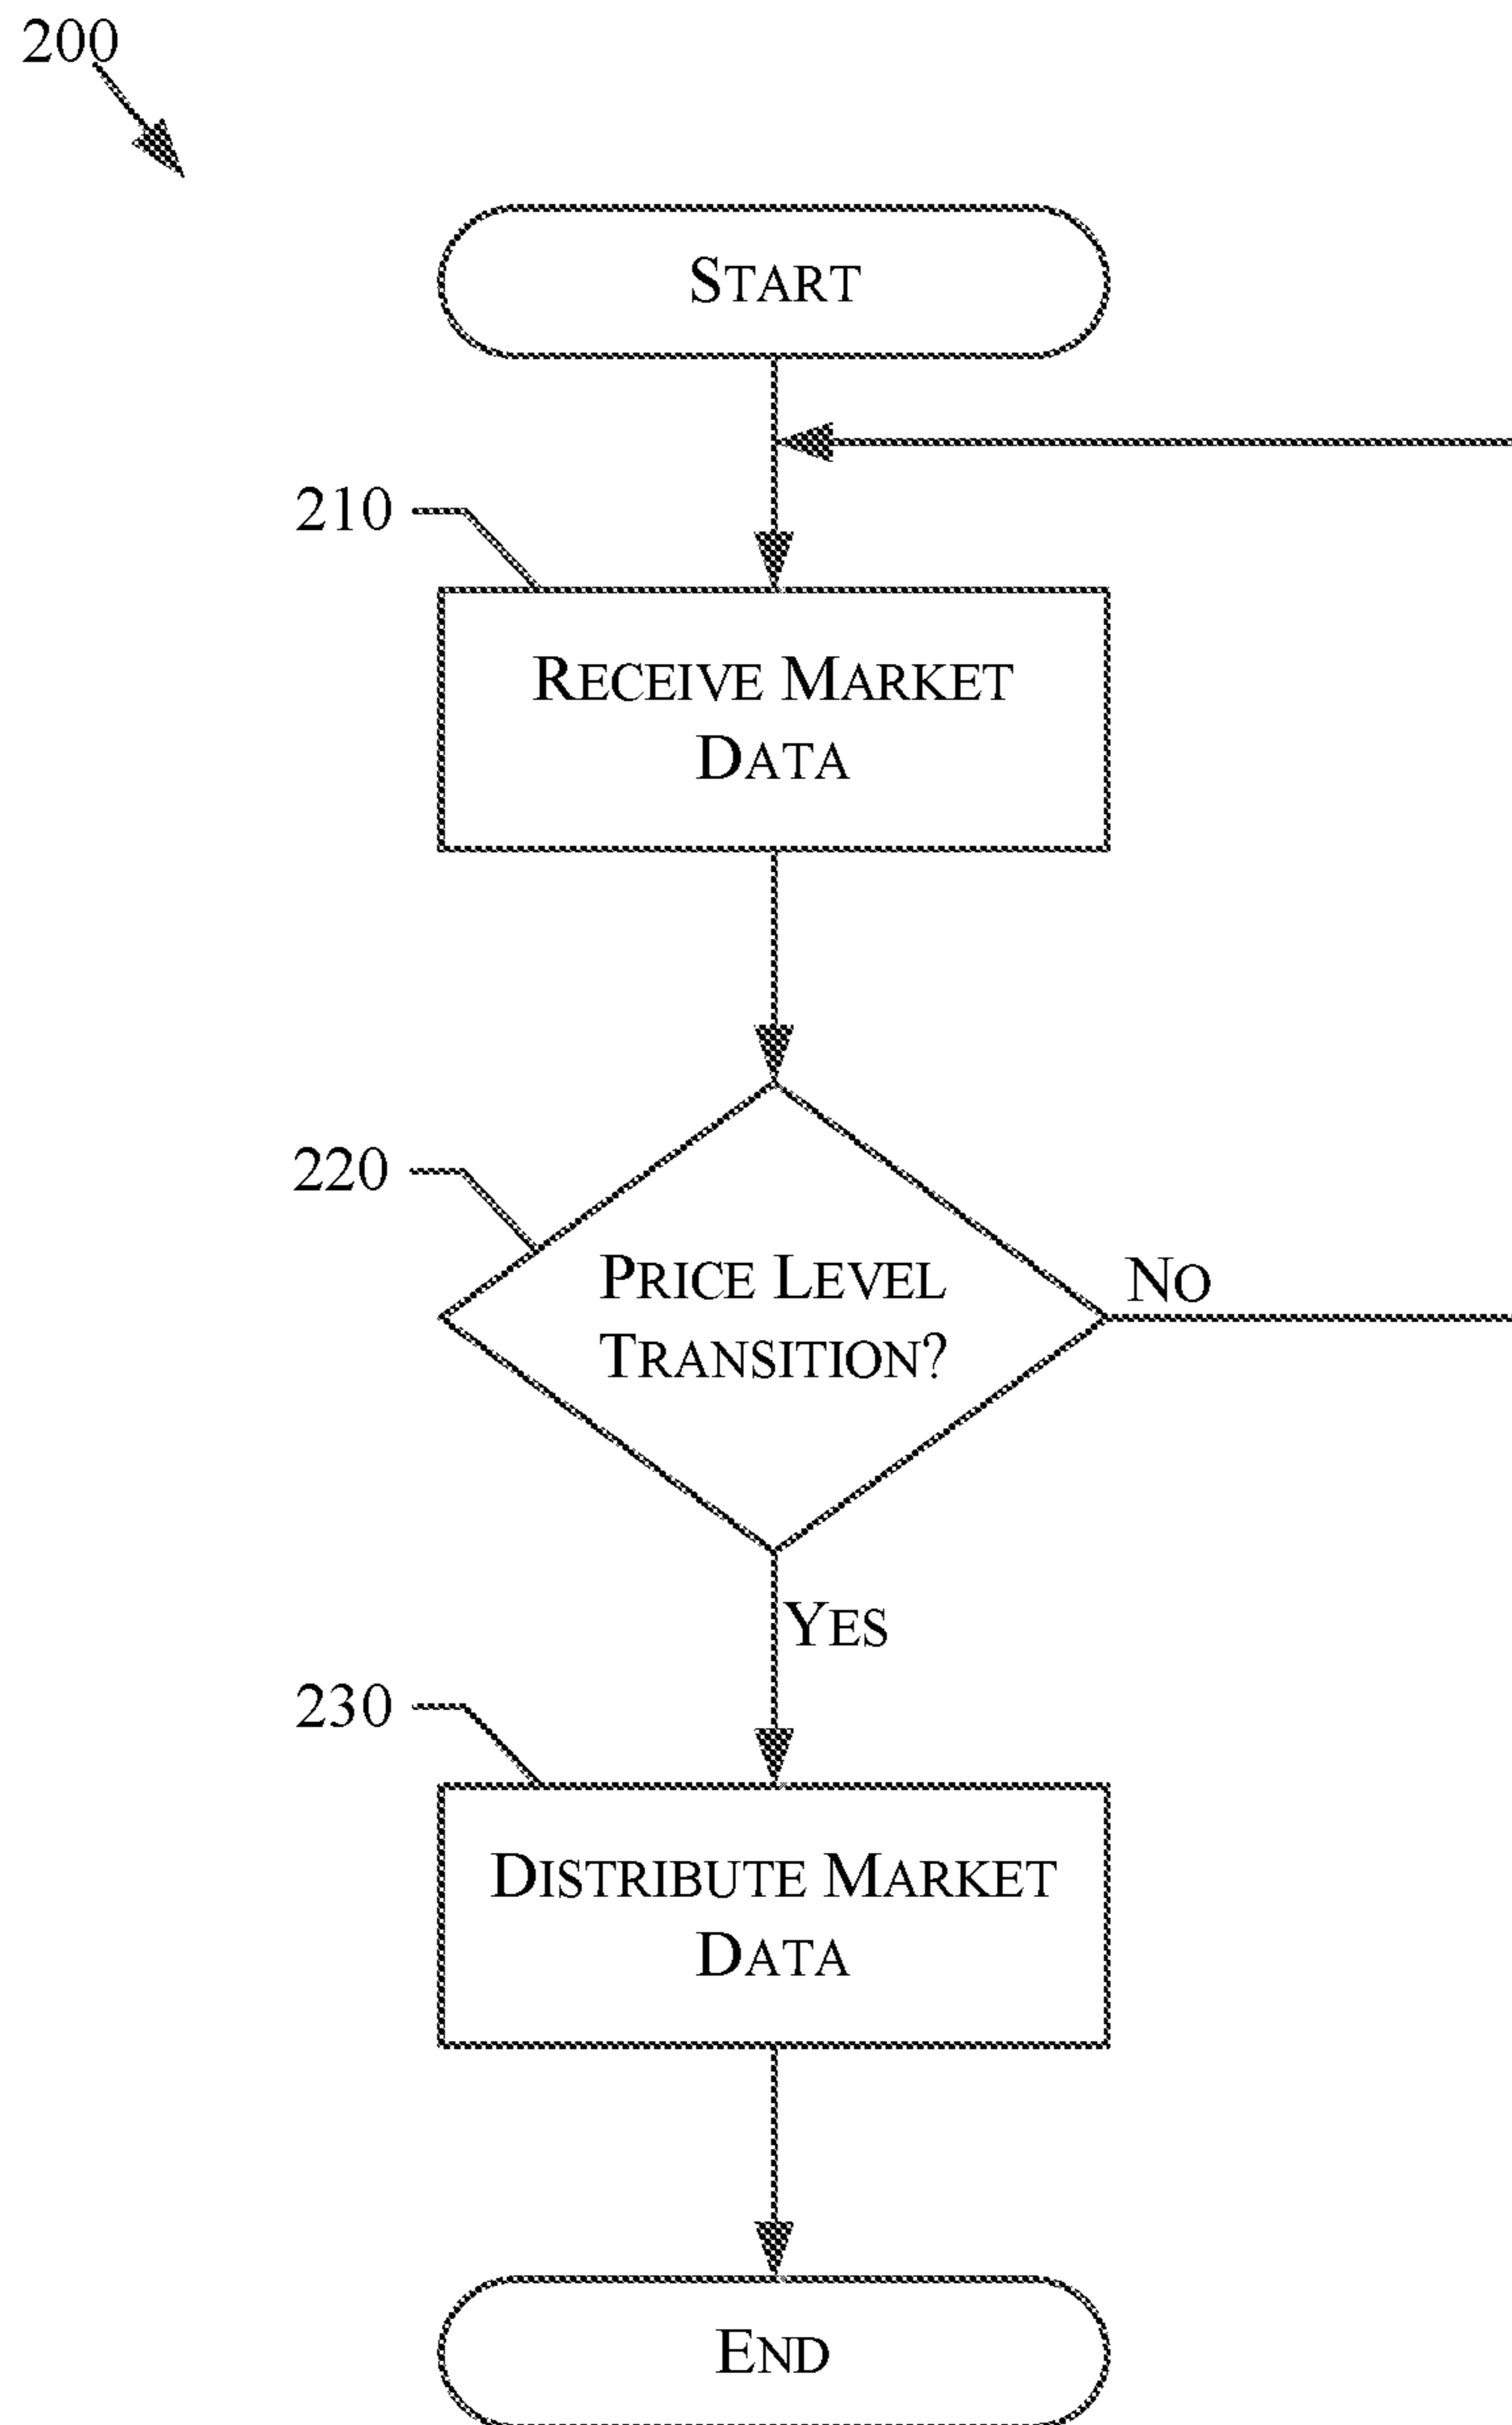 200
START
210
RECEIVE MARKET
DATA
220
PRICE LEVEL
TRANSITION?
NO
YES
230
DISTRIBUTE MARKET
DATA
END